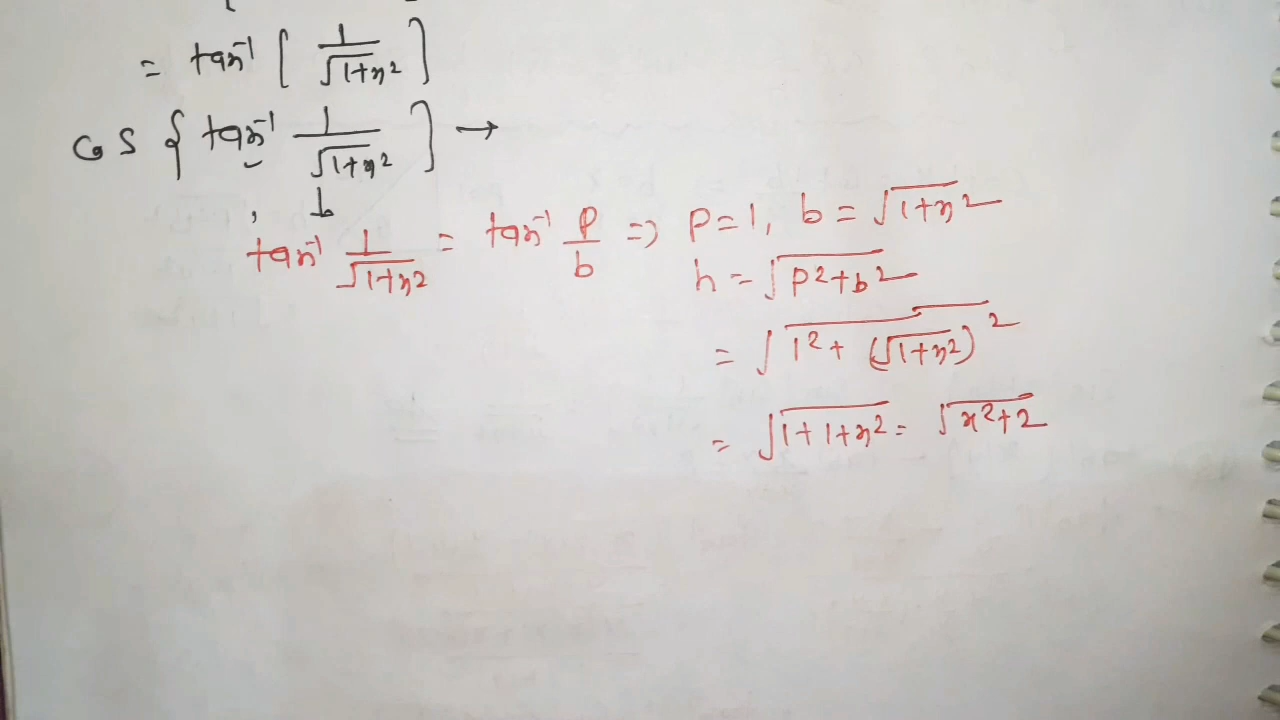 = tan⁻¹ [ 1/√1+x² ]
cos { tan⁻¹ 1/√1+x² } →
, b
tan⁻¹ 1/√1+x² = tan⁻¹ P/b ⇒ P=1, b = √1+x²
h = √P²+b²
= √1²+(√1+x²)²
= √1+1+x² = √x²+2